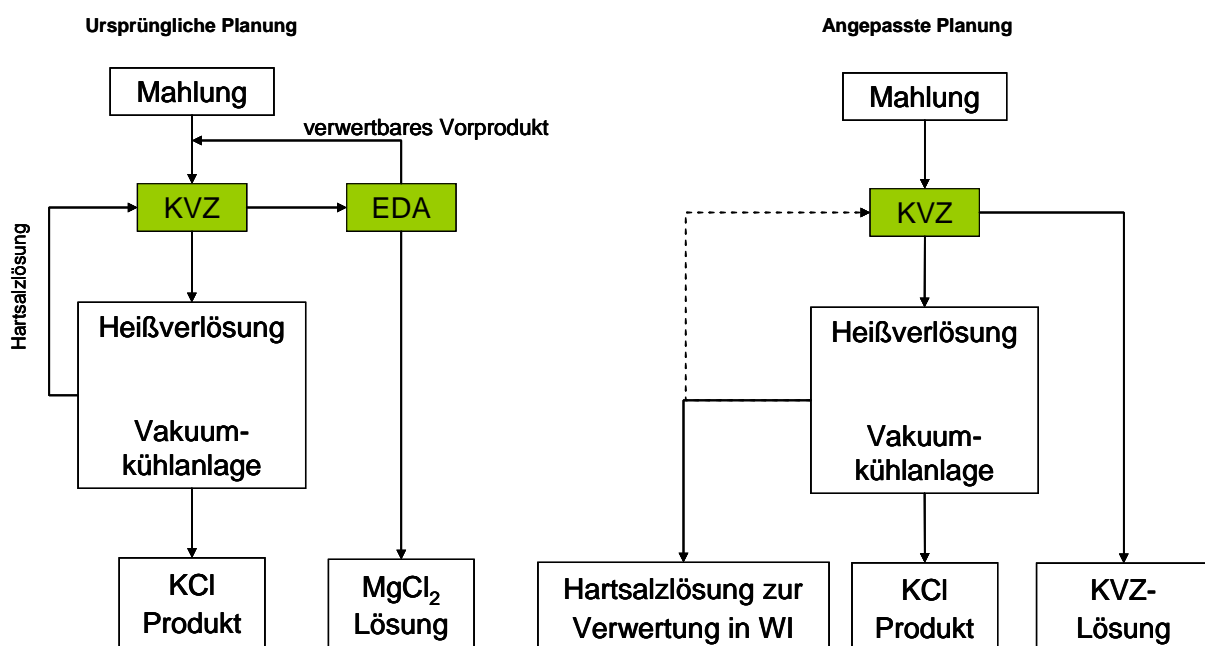 Ursprüngliche Planung
Mahlung
verwertbares Vorprodukt
KVZ
EDA
Hartsalzlösung
Heißverlösung
Vakuum-
kühlanlage
KCl
Produkt
MgCl₂
Lösung
Angepasste Planung
Mahlung
KVZ
Heißverlösung
Vakuum-
kühlanlage
Hartsalzlösung zur
Verwertung in WI
KCl
Produkt
KVZ-
Lösung